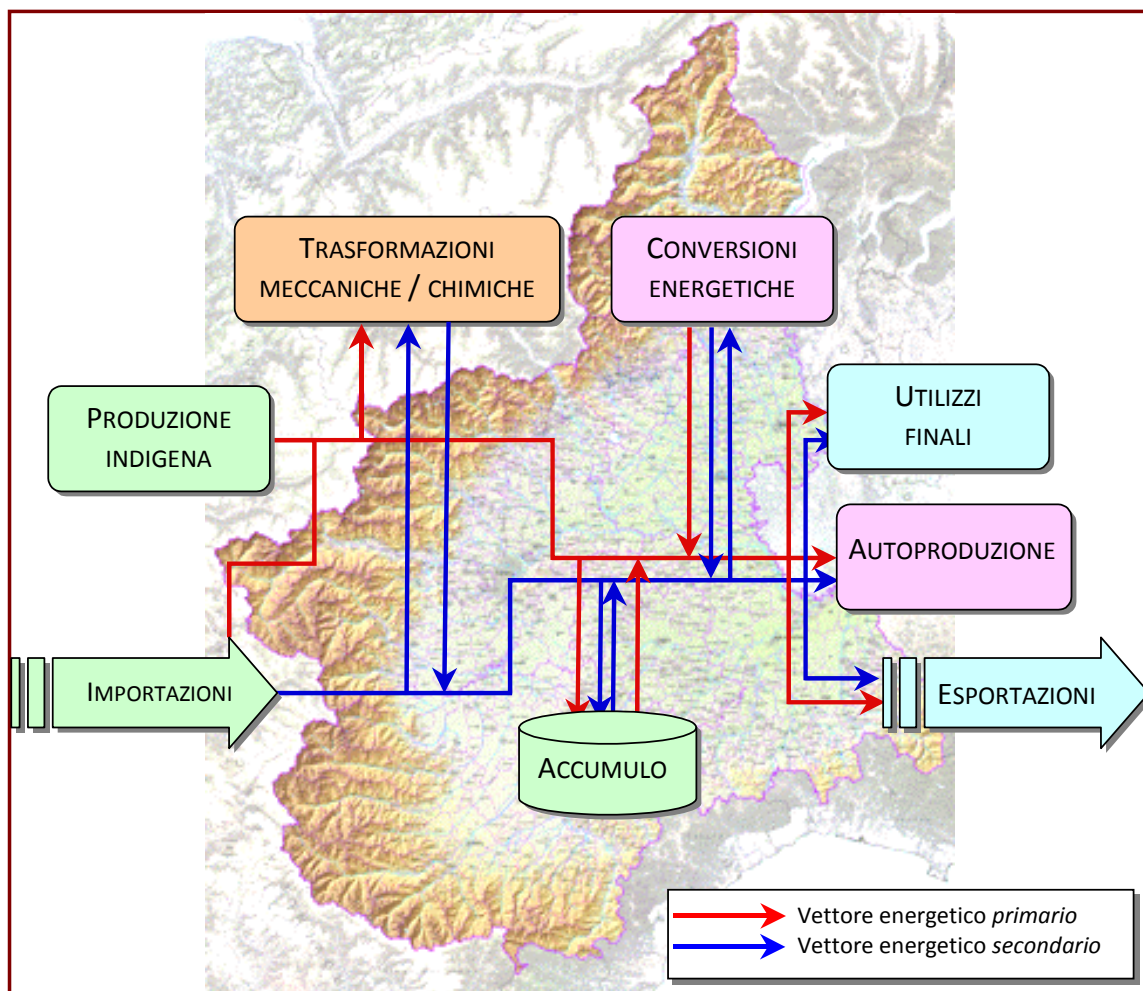 TRASFORMAZIONI
MECCANICHE / CHIMICHE
CONVERSIONI
ENERGETICHE
PRODUZIONE
INDIGENA
UTILIZZI
FINALI
AUTOPRODUZIONE
IMPORTAZIONI
ESPORTAZIONI
ACCUMULO
Vettore energetico primario
Vettore energetico secondario